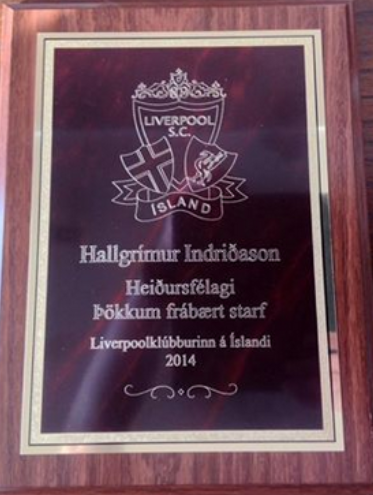 LIVERPOOL
S.C.
ÍSLAND
Hallgrímur Indriðason
Heiðursfélagi
Þökkum frábært starf
Liverpoolklúbburinn á Íslandi
2014